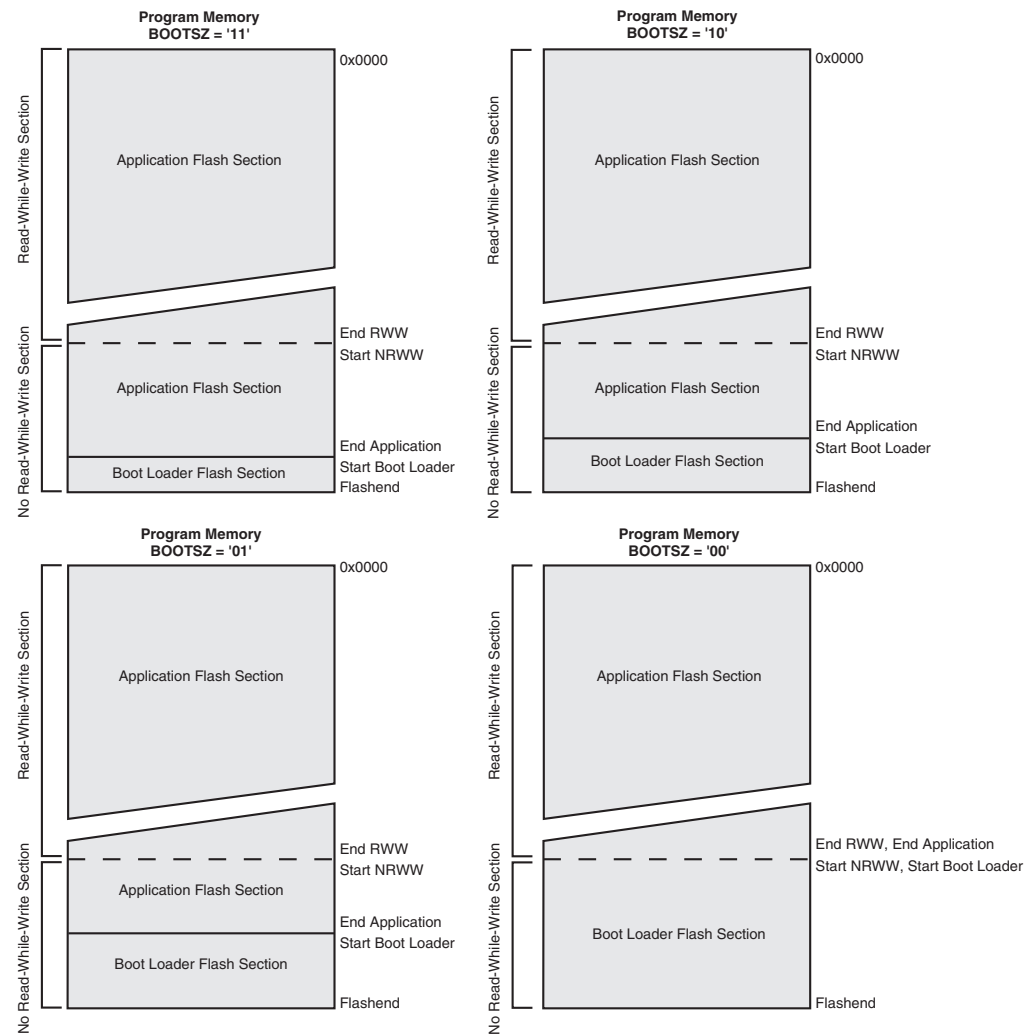 Program Memory
BOOTSZ = '11'
0x0000
Read-While-Write Section
Application Flash Section
End RWW
Start NRWW
No Read-While-Write Section
Application Flash Section
End Application
Start Boot Loader
Boot Loader Flash Section
Flashend
Program Memory
BOOTSZ = '10'
0x0000
Read-While-Write Section
Application Flash Section
End RWW
Start NRWW
No Read-While-Write Section
Application Flash Section
End Application
Start Boot Loader
Boot Loader Flash Section
Flashend
Program Memory
BOOTSZ = '01'
0x0000
Read-While-Write Section
Application Flash Section
End RWW
Start NRWW
No Read-While-Write Section
Application Flash Section
End Application
Start Boot Loader
Boot Loader Flash Section
Flashend
Program Memory
BOOTSZ = '00'
0x0000
Read-While-Write Section
Application Flash Section
End RWW, End Application
Start NRWW, Start Boot Loader
No Read-While-Write Section
Boot Loader Flash Section
Flashend